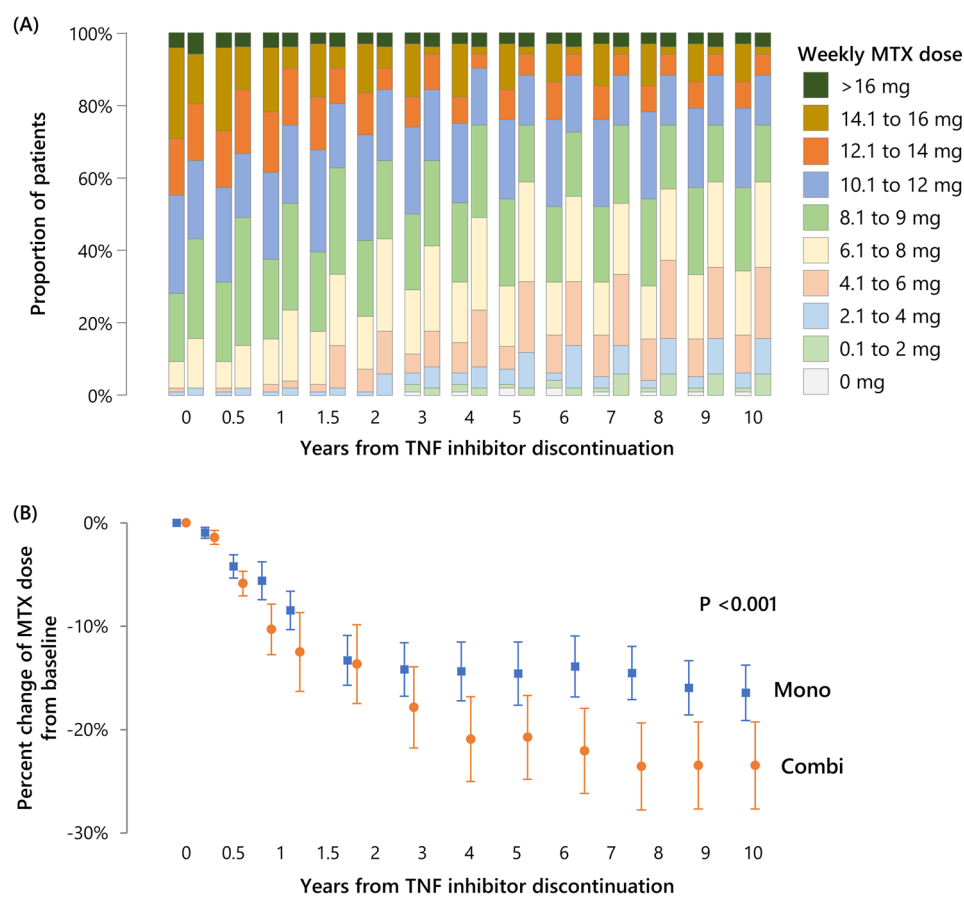 (A)
100%
80%
60%
40%
20%
0%
Proportion of patients
0 0.5 1 1.5 2 3 4 5 6 7 8 9 10
Years from TNF inhibitor discontinuation
Weekly MTX dose
>16 mg
14.1 to 16 mg
12.1 to 14 mg
10.1 to 12 mg
8.1 to 9 mg
6.1 to 8 mg
4.1 to 6 mg
2.1 to 4 mg
0.1 to 2 mg
0 mg
(B)
0%
-10%
-20%
-30%
Percent change of MTX dose
from baseline
P <0.001
Mono
Combi
0 0.5 1 1.5 2 3 4 5 6 7 8 9 10
Years from TNF inhibitor discontinuation